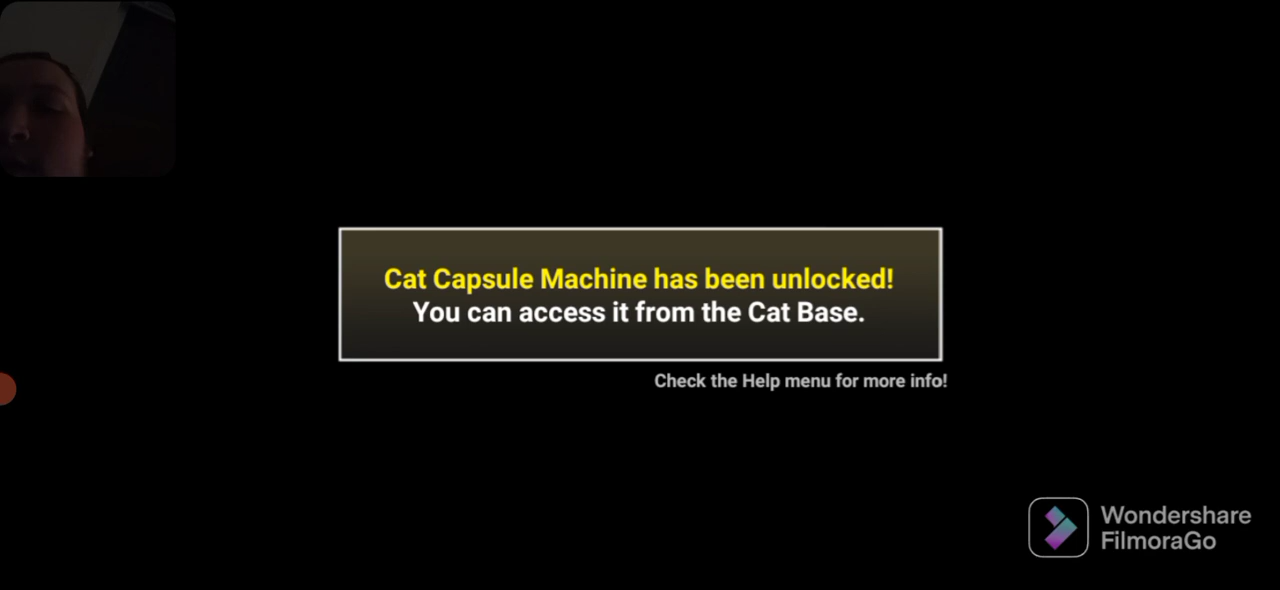 Cat Capsule Machine has been unlocked!
You can access it from the Cat Base.
Check the Help menu for more info!
Wondershare
FilmoraGo